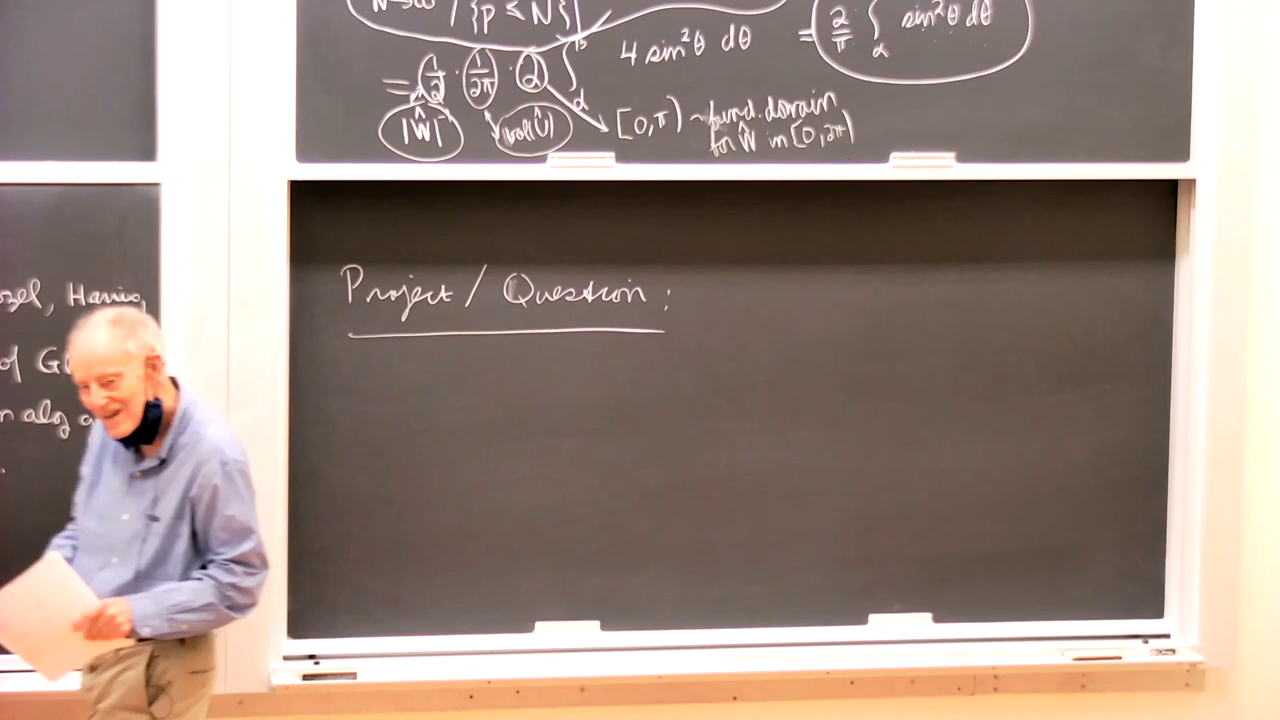 N→∞ / {p ≤ N}
= 1/2 · 1/2π · 2 ∫ 4 sin²θ dθ = 2/π ∫ sin²θ dθ
β
α
α
|Ŵ|⁻¹ vol(Û) [0, π) ~ fund. domain
for Ŵ in [0, 2π)
Project / Question :
Harris,
of
n alg